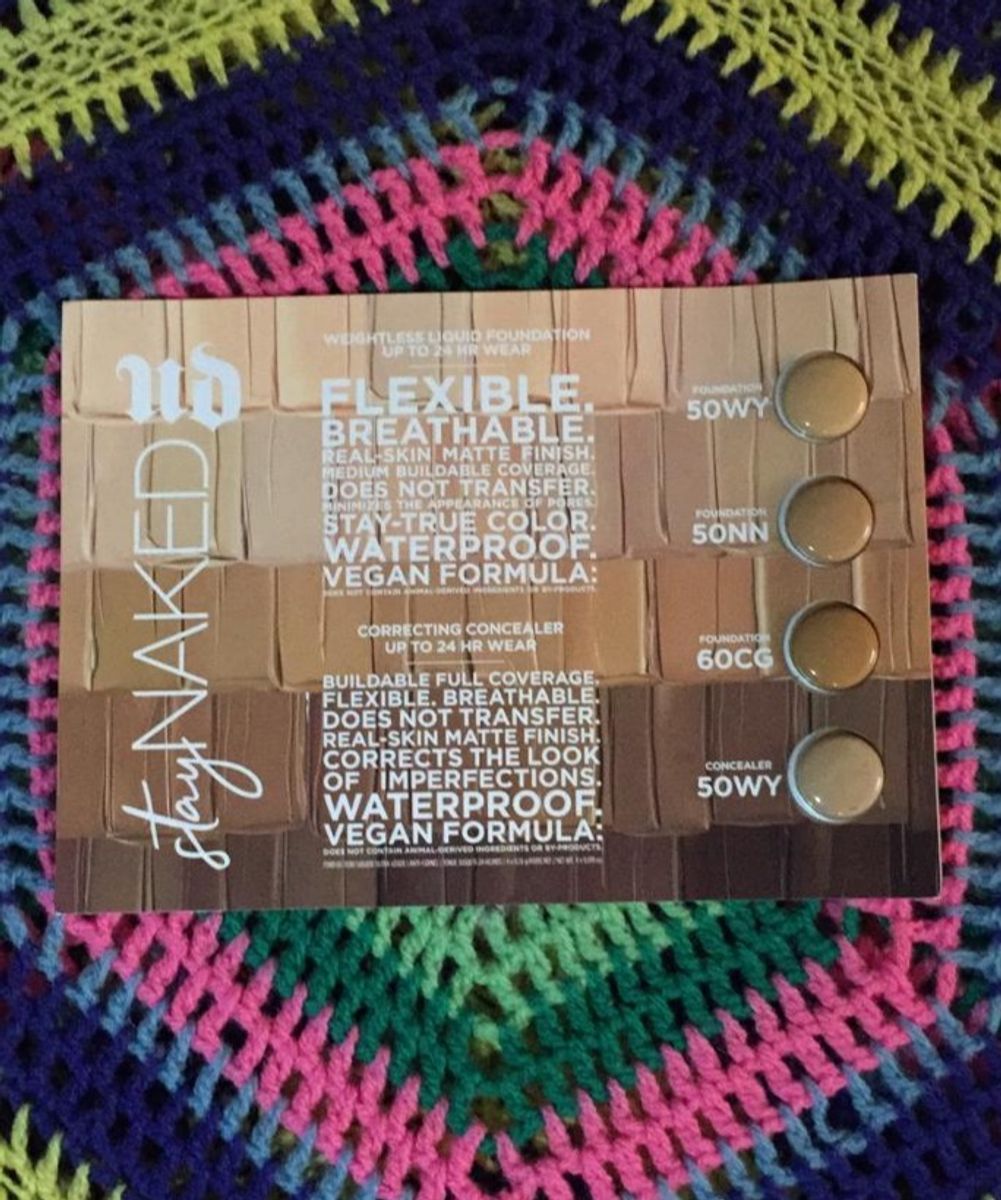 ud
stay NAKED
WEIGHTLESS LIQUID FOUNDATION
UP TO 24 HR WEAR
FLEXIBLE.
BREATHABLE.
REAL-SKIN MATTE FINISH.
MEDIUM BUILDABLE COVERAGE.
DOES NOT TRANSFER.
MINIMIZES THE APPEARANCE OF PORES.
STAY-TRUE COLOR.
WATERPROOF.
VEGAN FORMULA:
DOES NOT CONTAIN ANIMAL-DERIVED INGREDIENTS OR BY-PRODUCTS.
CORRECTING CONCEALER
UP TO 24 HR WEAR
BUILDABLE FULL COVERAGE.
FLEXIBLE. BREATHABLE.
DOES NOT TRANSFER.
REAL-SKIN MATTE FINISH.
CORRECTS THE LOOK
OF IMPERFECTIONS.
WATERPROOF.
VEGAN FORMULA:
DOES NOT CONTAIN ANIMAL-DERIVED INGREDIENTS OR BY-PRODUCTS.
FOUNDATION
50WY
FOUNDATION
50NN
FOUNDATION
60CG
CONCEALER
50WY